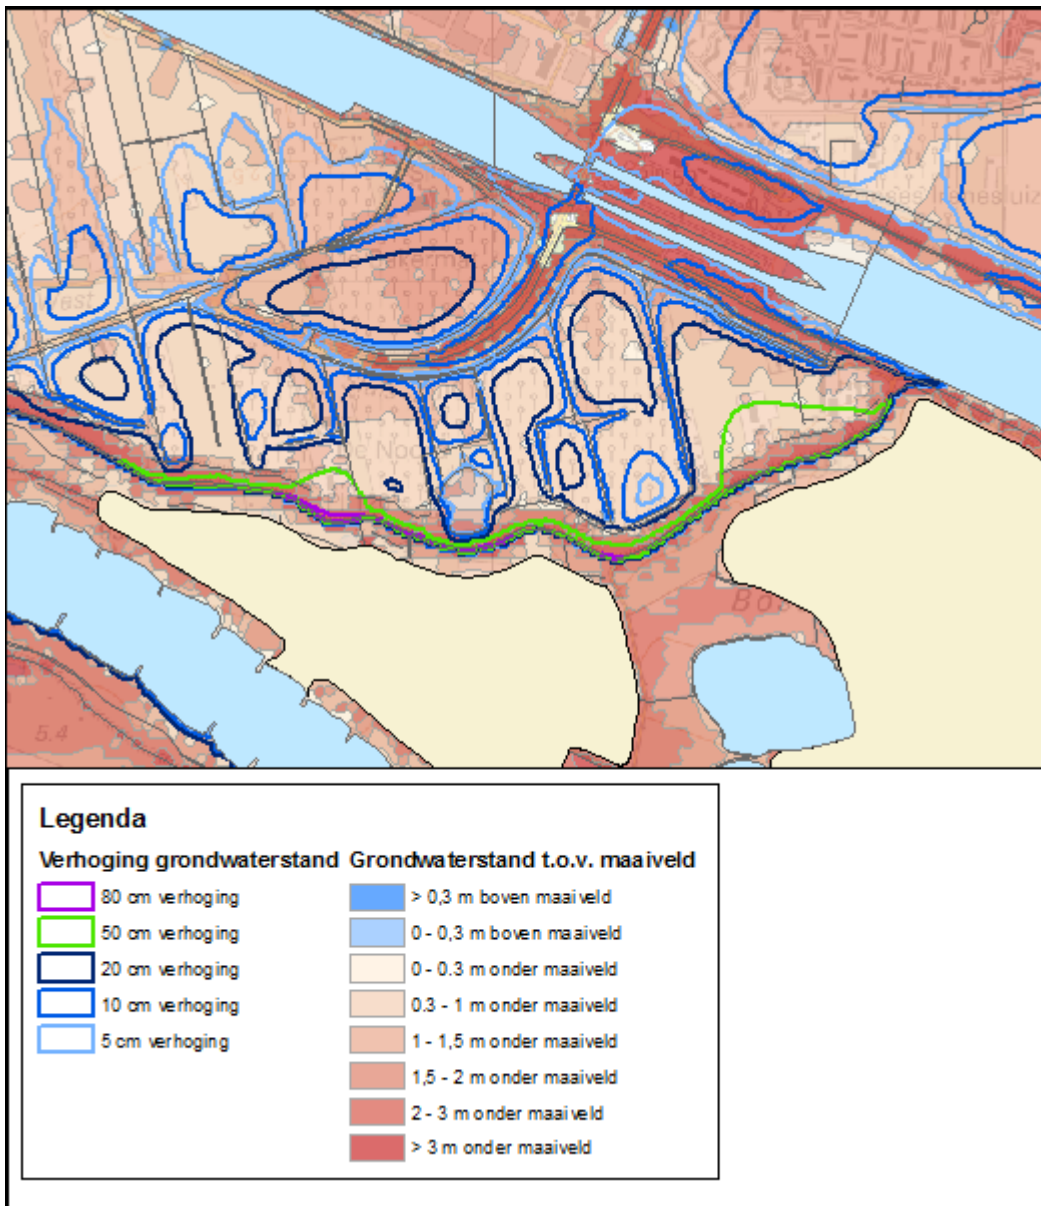 Bos
5.4
Legenda
Verhoging grondwaterstand
80 cm verhoging
50 cm verhoging
20 cm verhoging
10 cm verhoging
5 cm verhoging
Grondwaterstand t.o.v. maaiveld
> 0,3 m boven maaiveld
0 - 0,3 m boven maaiveld
0 - 0.3 m onder maaiveld
0.3 - 1 m onder maaiveld
1 - 1,5 m onder maaiveld
1,5 - 2 m onder maaiveld
2 - 3 m onder maaiveld
> 3 m onder maaiveld